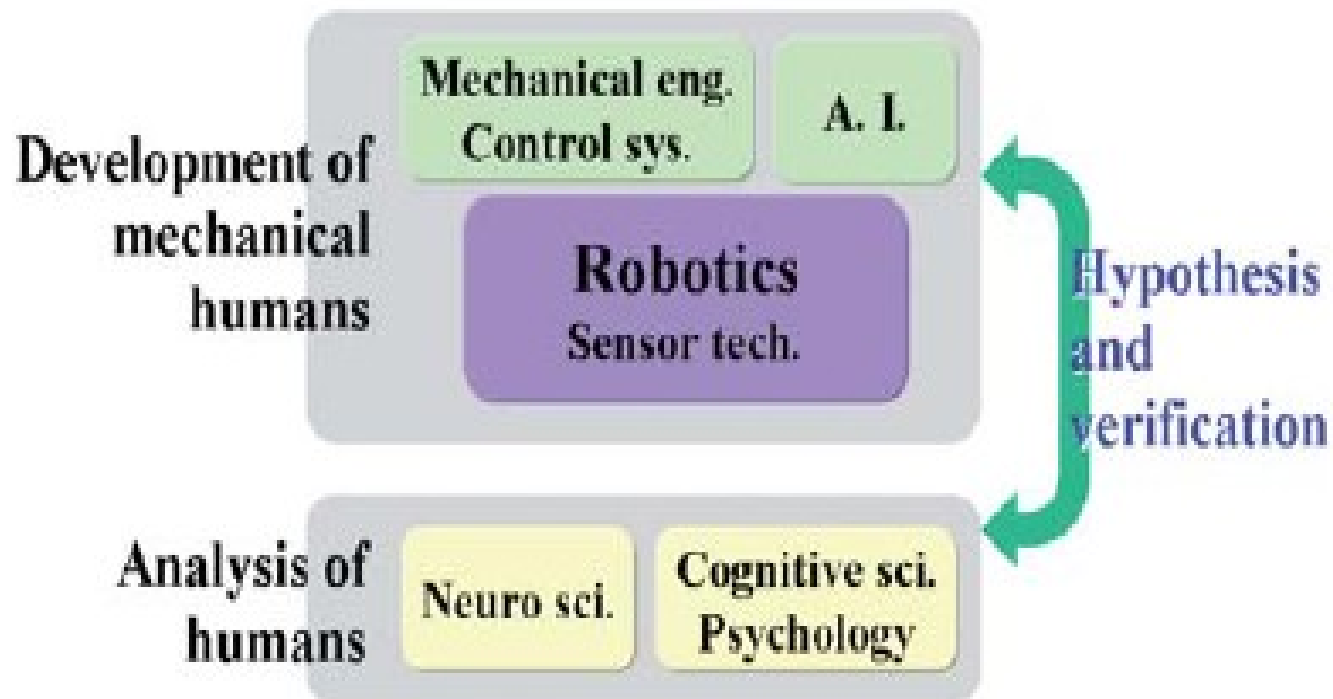 Mechanical eng.
Control sys.
A. I.
Development of
mechanical
humans
Robotics
Sensor tech.
Hypothesis
and
verification
Analysis of
humans
Neuro sci.
Cognitive sci.
Psychology